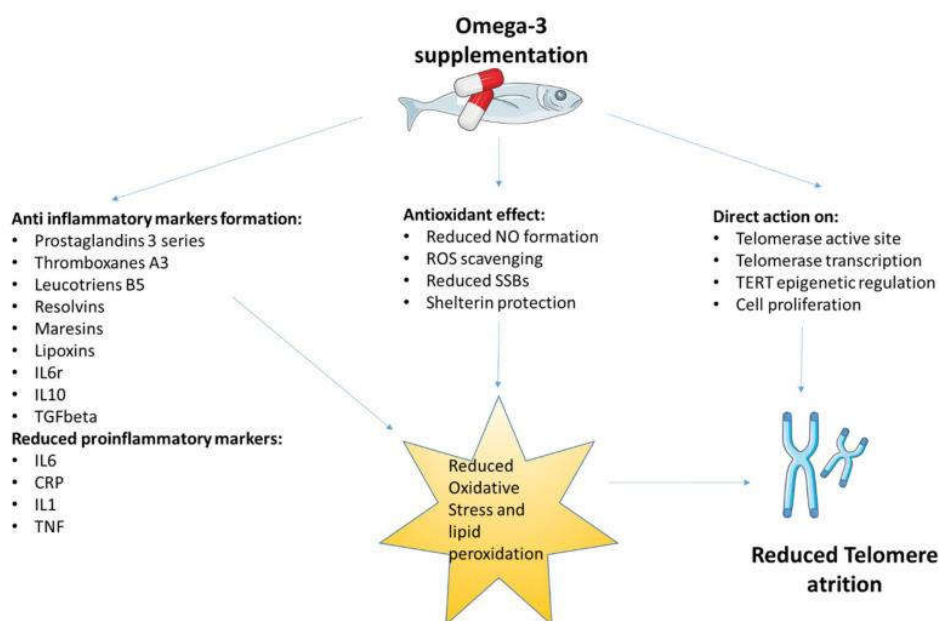 Omega-3
supplementation
Anti inflammatory markers formation:
• Prostaglandins 3 series
• Thromboxanes A3
• Leucotriens B5
• Resolvins
• Maresins
• Lipoxins
• IL6r
• IL10
• TGFbeta
Reduced proinflammatory markers:
• IL6
• CRP
• IL1
• TNF
Antioxidant effect:
• Reduced NO formation
• ROS scavenging
• Reduced SSBs
• Shelterin protection
Direct action on:
• Telomerase active site
• Telomerase transcription
• TERT epigenetic regulation
• Cell proliferation
Reduced
Oxidative
Stress and
lipid
peroxidation
Reduced Telomere
atrition